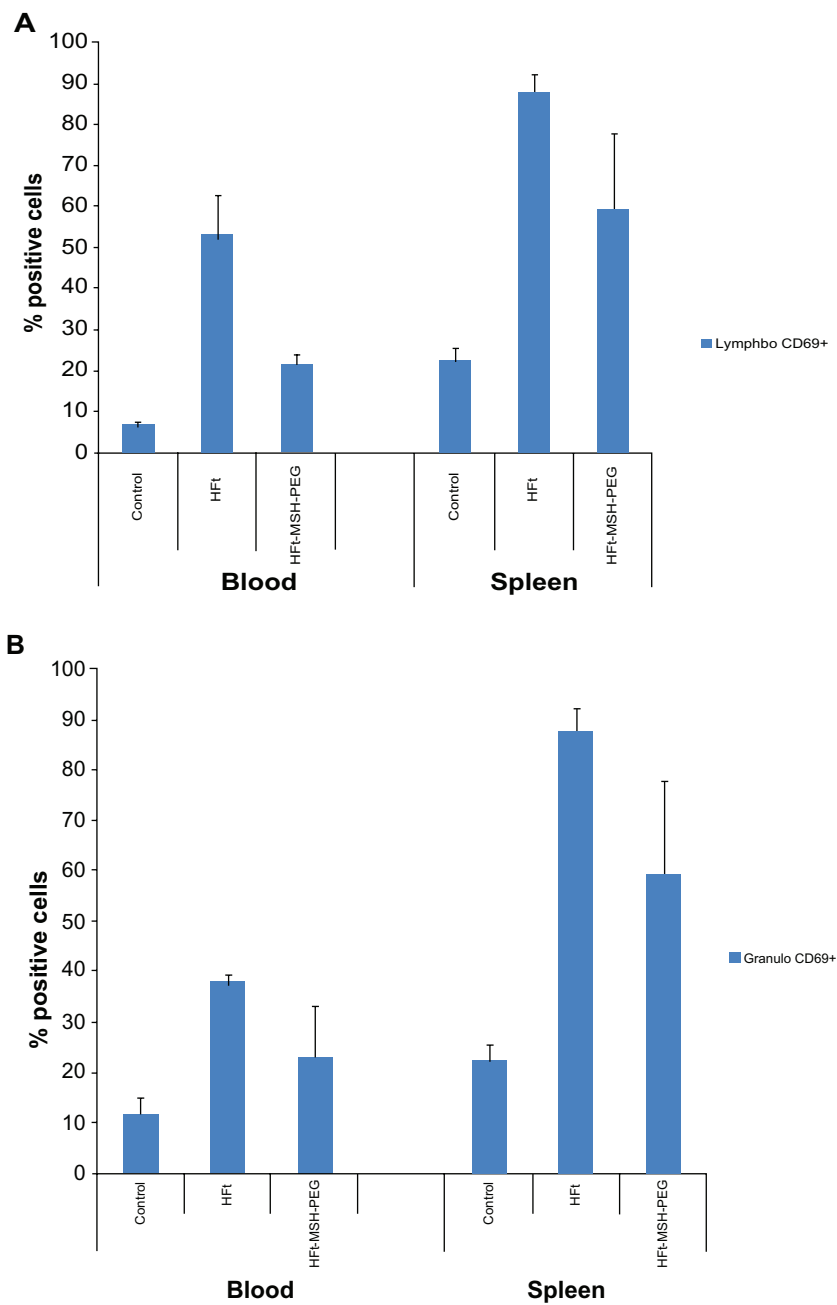 A
100
90
80
70
60
50
40
30
20
10
0
% positive cells
Control
HFt
HFt-MSH-PEG
Control
HFt
HFt-MSH-PEG
Blood
Spleen
Lymphbo CD69+
B
100
90
80
70
60
50
40
30
20
10
0
% positive cells
Control
HFt
HFt-MSH-PEG
Control
HFt
HFt-MSH-PEG
Blood
Spleen
Granulo CD69+